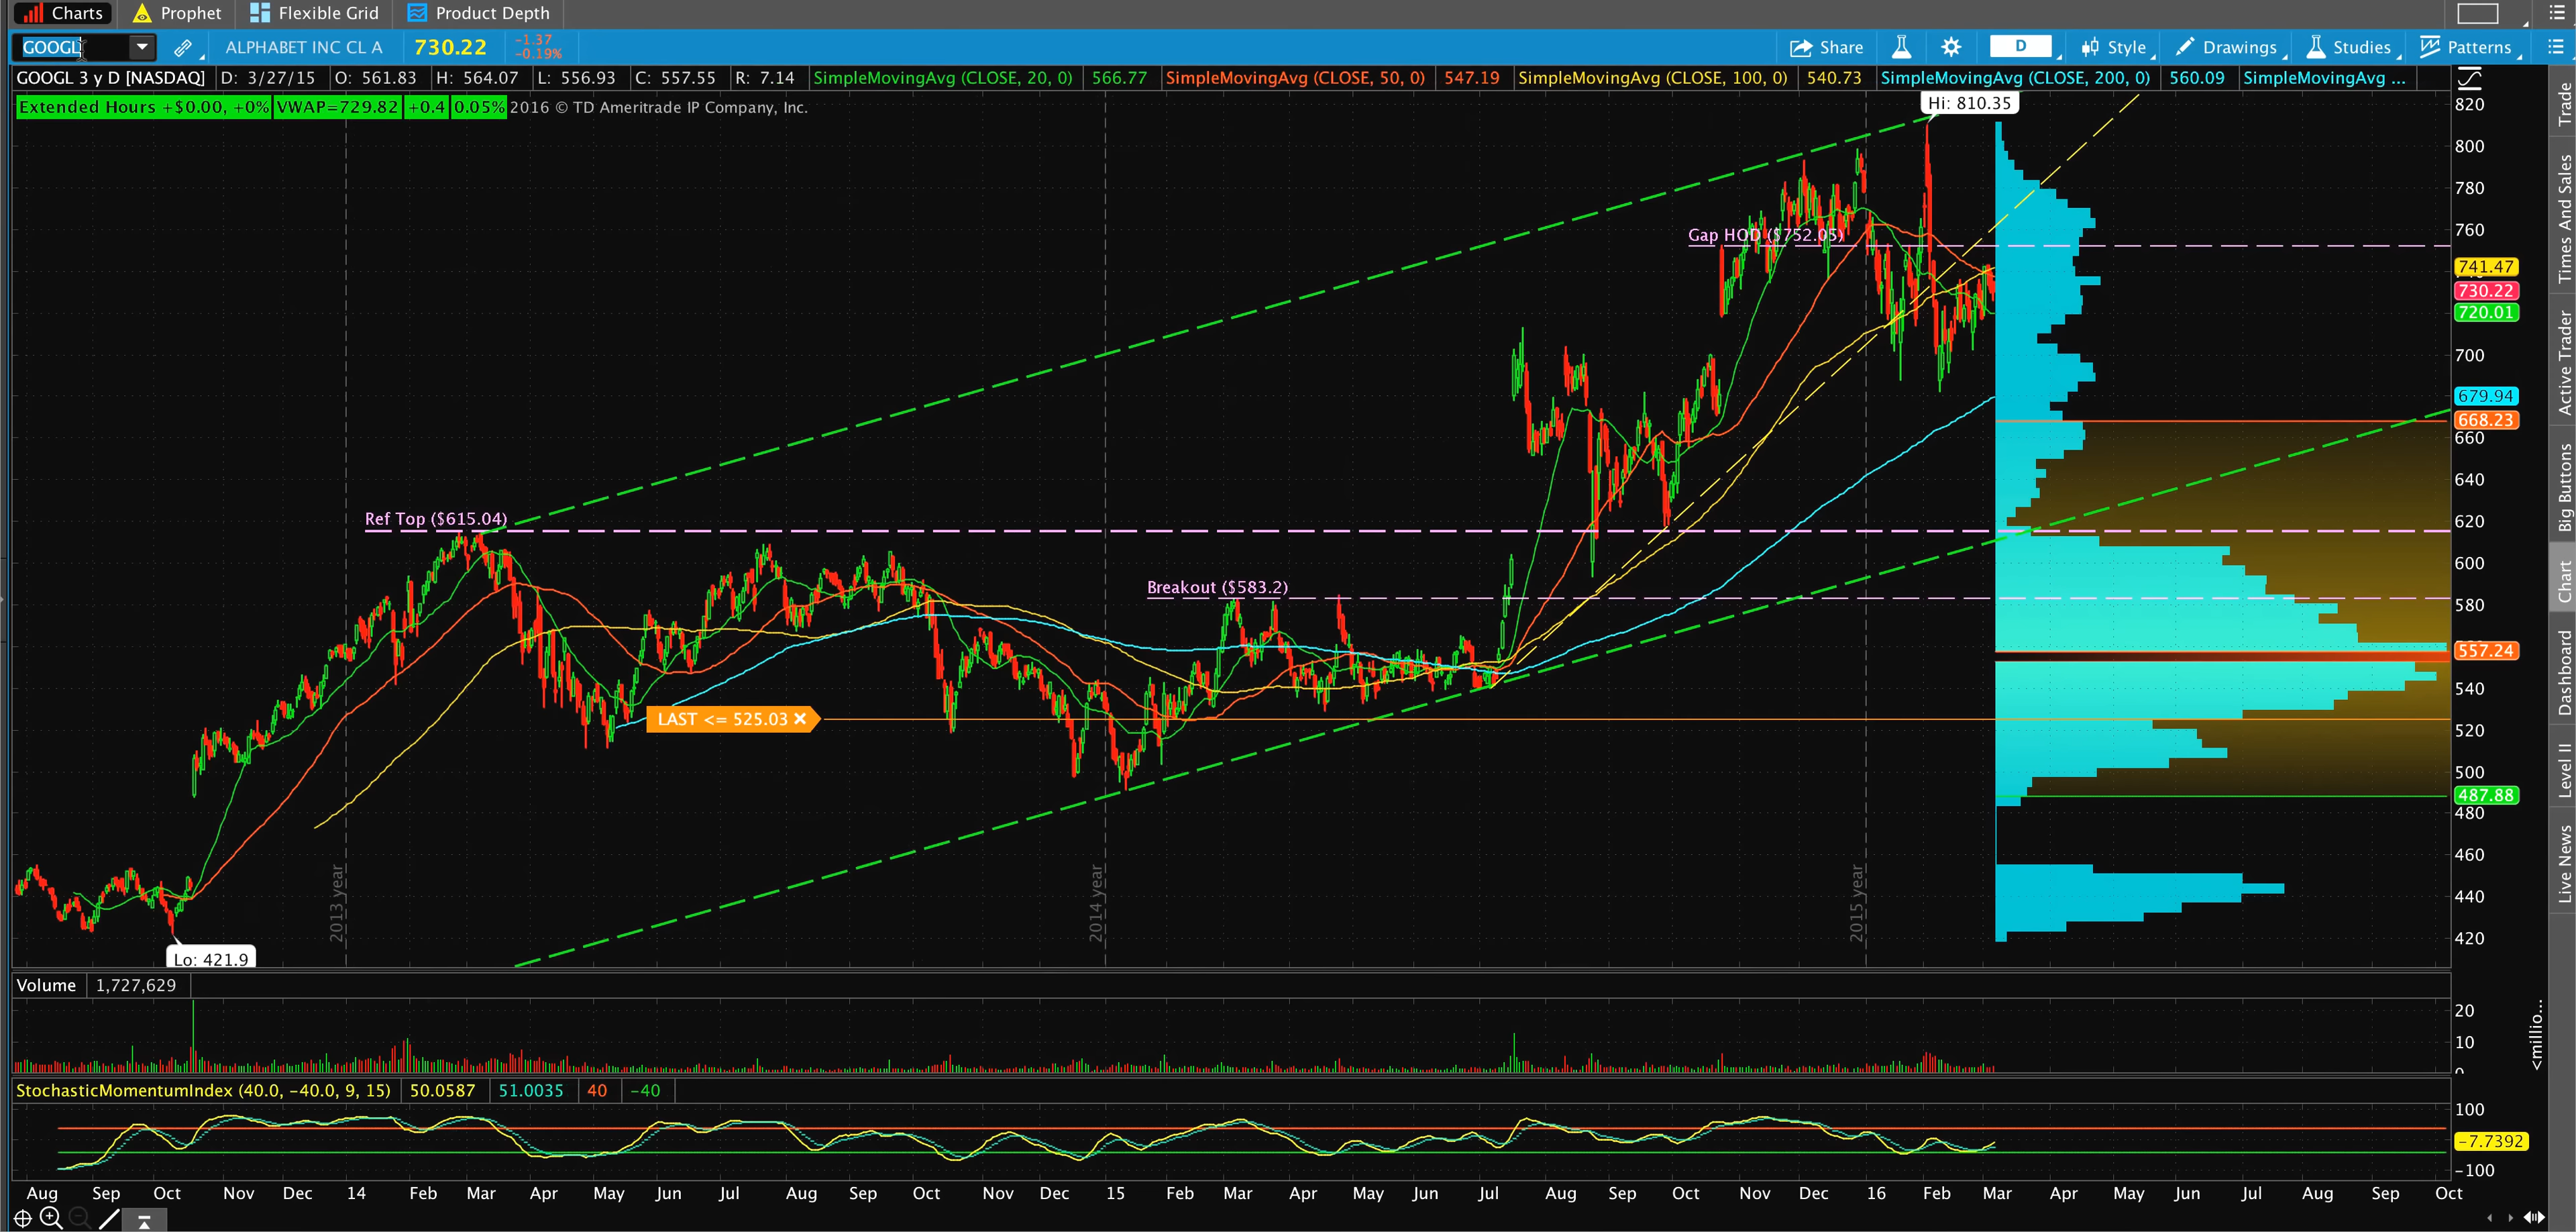 Charts Prophet Flexible Grid Product Depth
GOOGL ALPHABET INC CL A 730.22 -1.37 -0.19% Share D Style Drawings Studies Patterns
GOOGL 3 y D [NASDAQ] D: 3/27/15 O: 561.83 H: 564.07 L: 556.93 C: 557.55 R: 7.14 SimpleMovingAvg (CLOSE, 20, 0) 566.77 SimpleMovingAvg (CLOSE, 50, 0) 547.19 SimpleMovingAvg (CLOSE, 100, 0) 540.73 SimpleMovingAvg (CLOSE, 200, 0) 560.09 SimpleMovingAvg ...
Extended Hours +$0.00, +0% VWAP=729.82 +0.4 0.05% 2016 © TD Ameritrade IP Company, Inc.
Hi: 810.35
820
800
780
Gap HOD ($752.05)
760
741.47
730.22
720.01
700
679.94
668.23
660
640
Ref Top ($615.04)
620
600
Breakout ($583.2)
580
557.24
540
LAST <= 525.03
520
500
487.88
480
460
440
420
2013 year
2014 year
2015 year
Lo: 421.9
Volume 1,727,629
20
10
<millio...
StochasticMomentumIndex (40.0, -40.0, 9, 15) 50.0587 51.0035 40 -40
100
-7.7392
-100
Aug Sep Oct Nov Dec 14 Feb Mar Apr May Jun Jul Aug Sep Oct Nov Dec 15 Feb Mar Apr May Jun Jul Aug Sep Oct Nov Dec 16 Feb Mar Apr May Jun Jul Aug Sep Oct
Trade
Times And Sales
Active Trader
Big Buttons
Chart
Dashboard
Level II
Live News